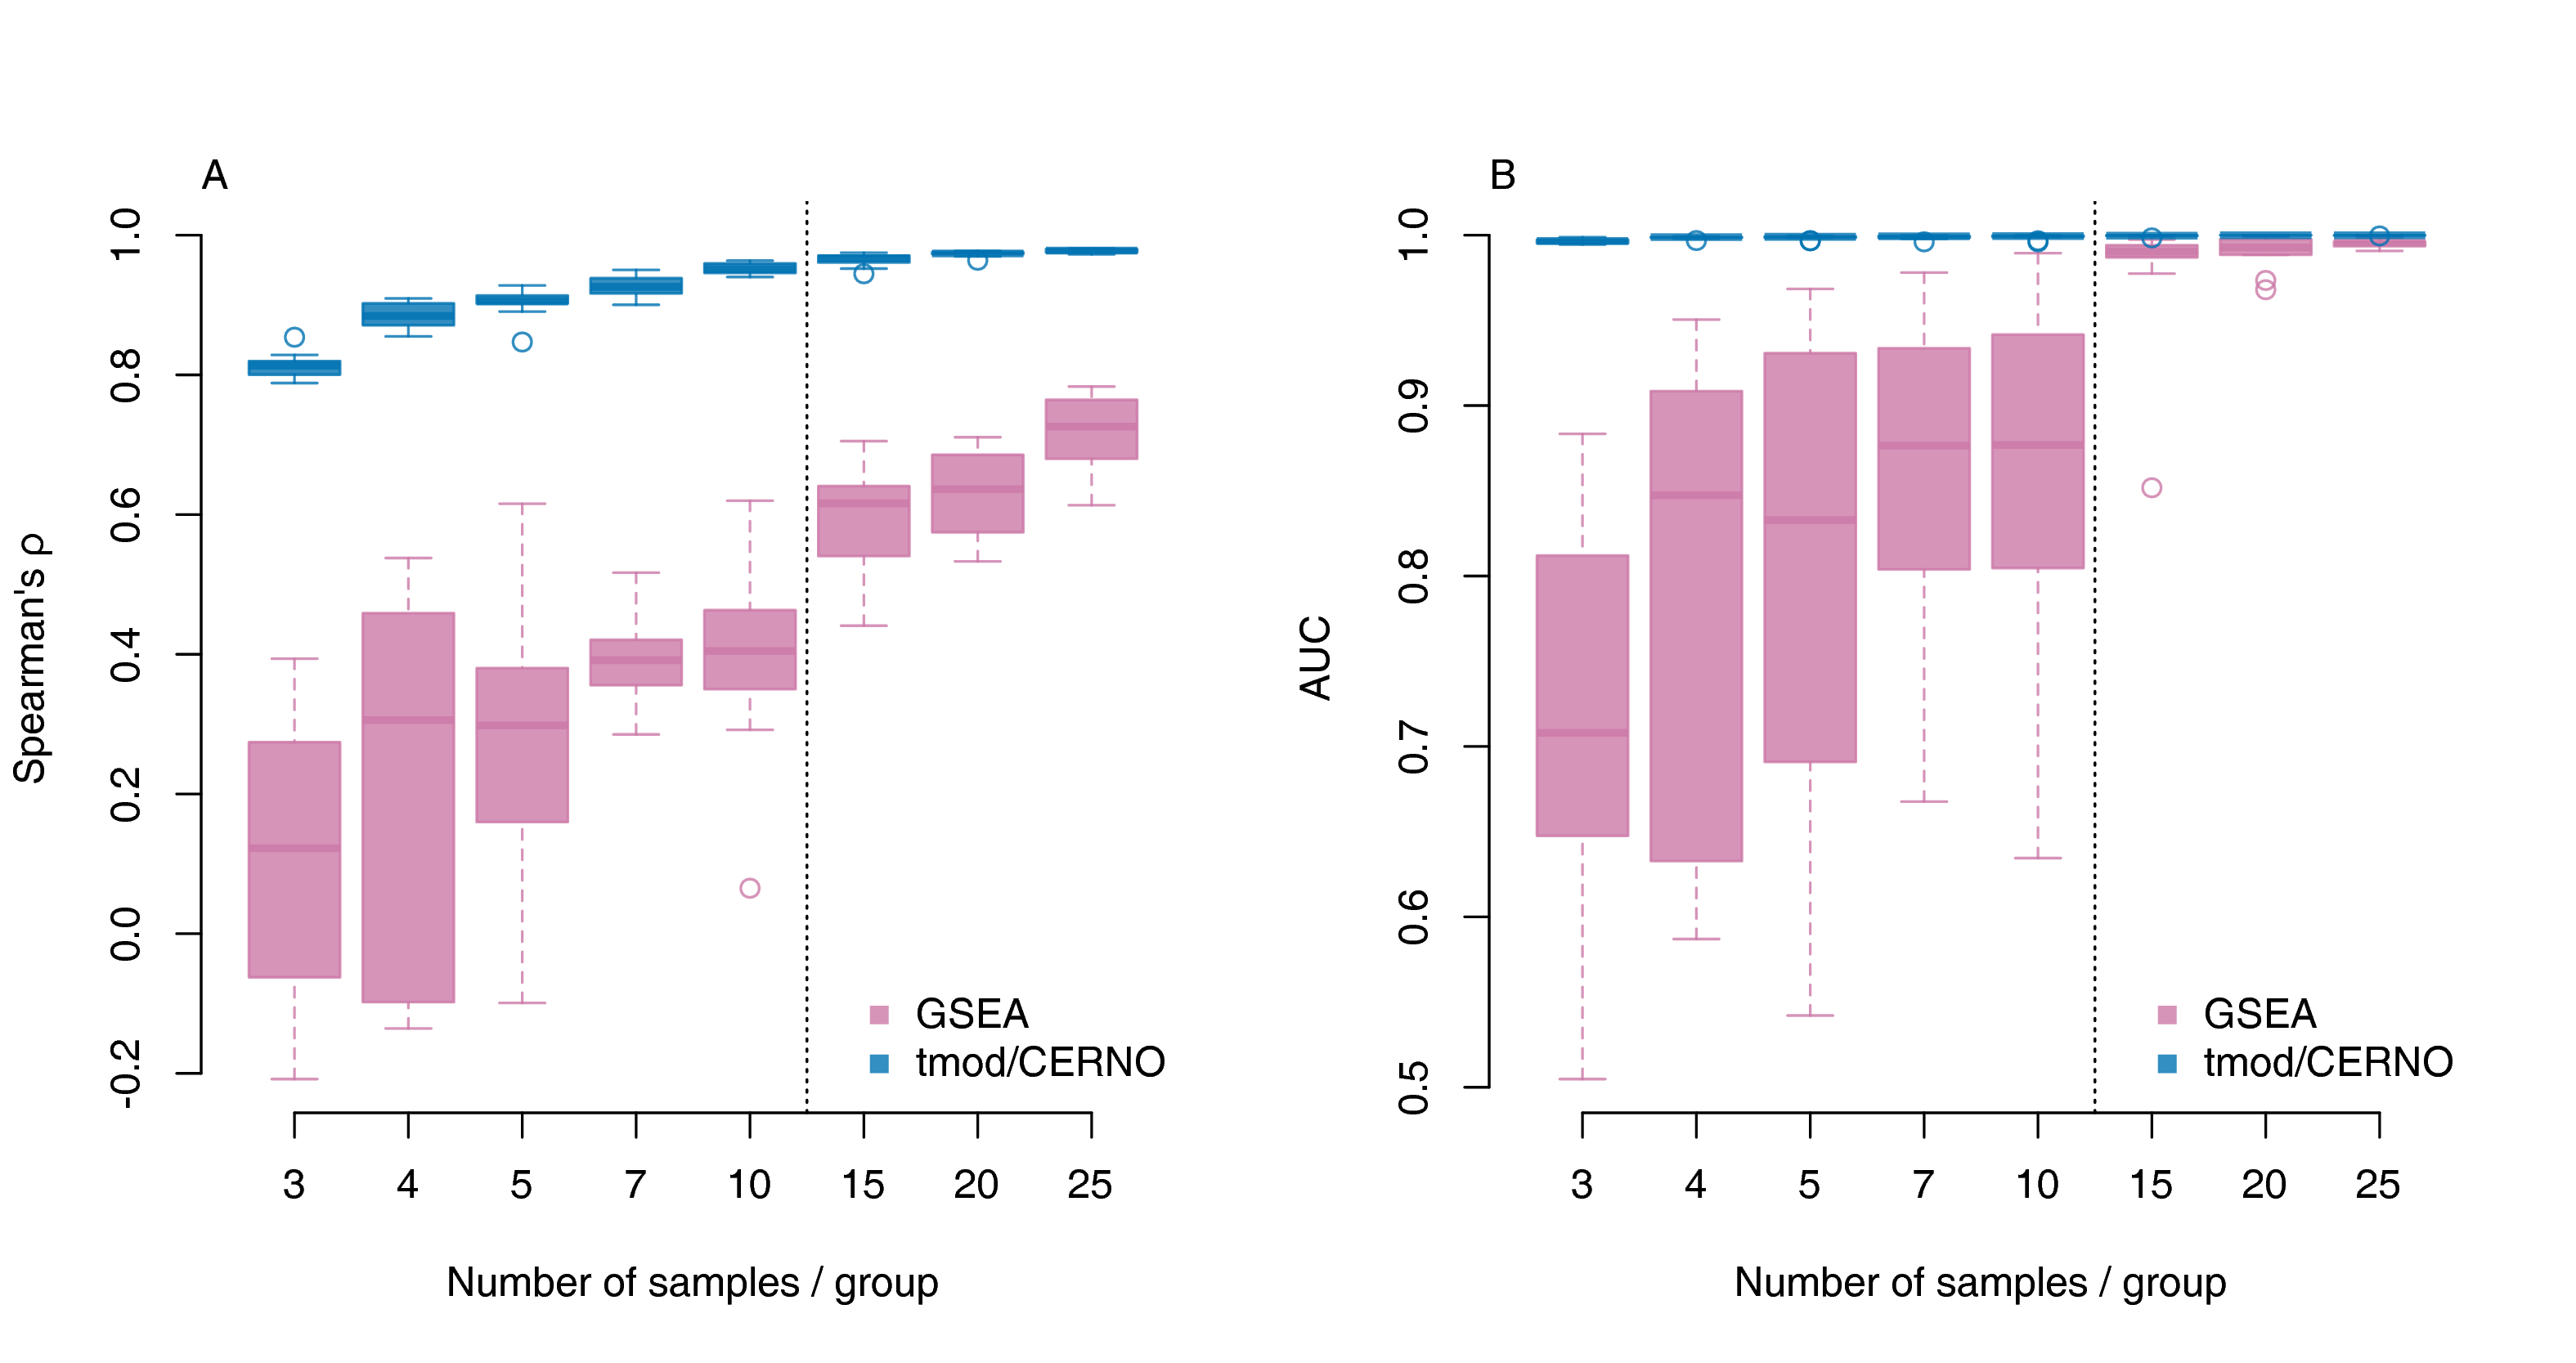 A
1.0
0.8
0.6
0.4
0.2
0.0
-0.2
Spearman's ρ
3 4 5 7 10 15 20 25
Number of samples / group
GSEA
tmod/CERNO
B
1.0
0.9
0.8
0.7
0.6
0.5
AUC
3 4 5 7 10 15 20 25
Number of samples / group
GSEA
tmod/CERNO